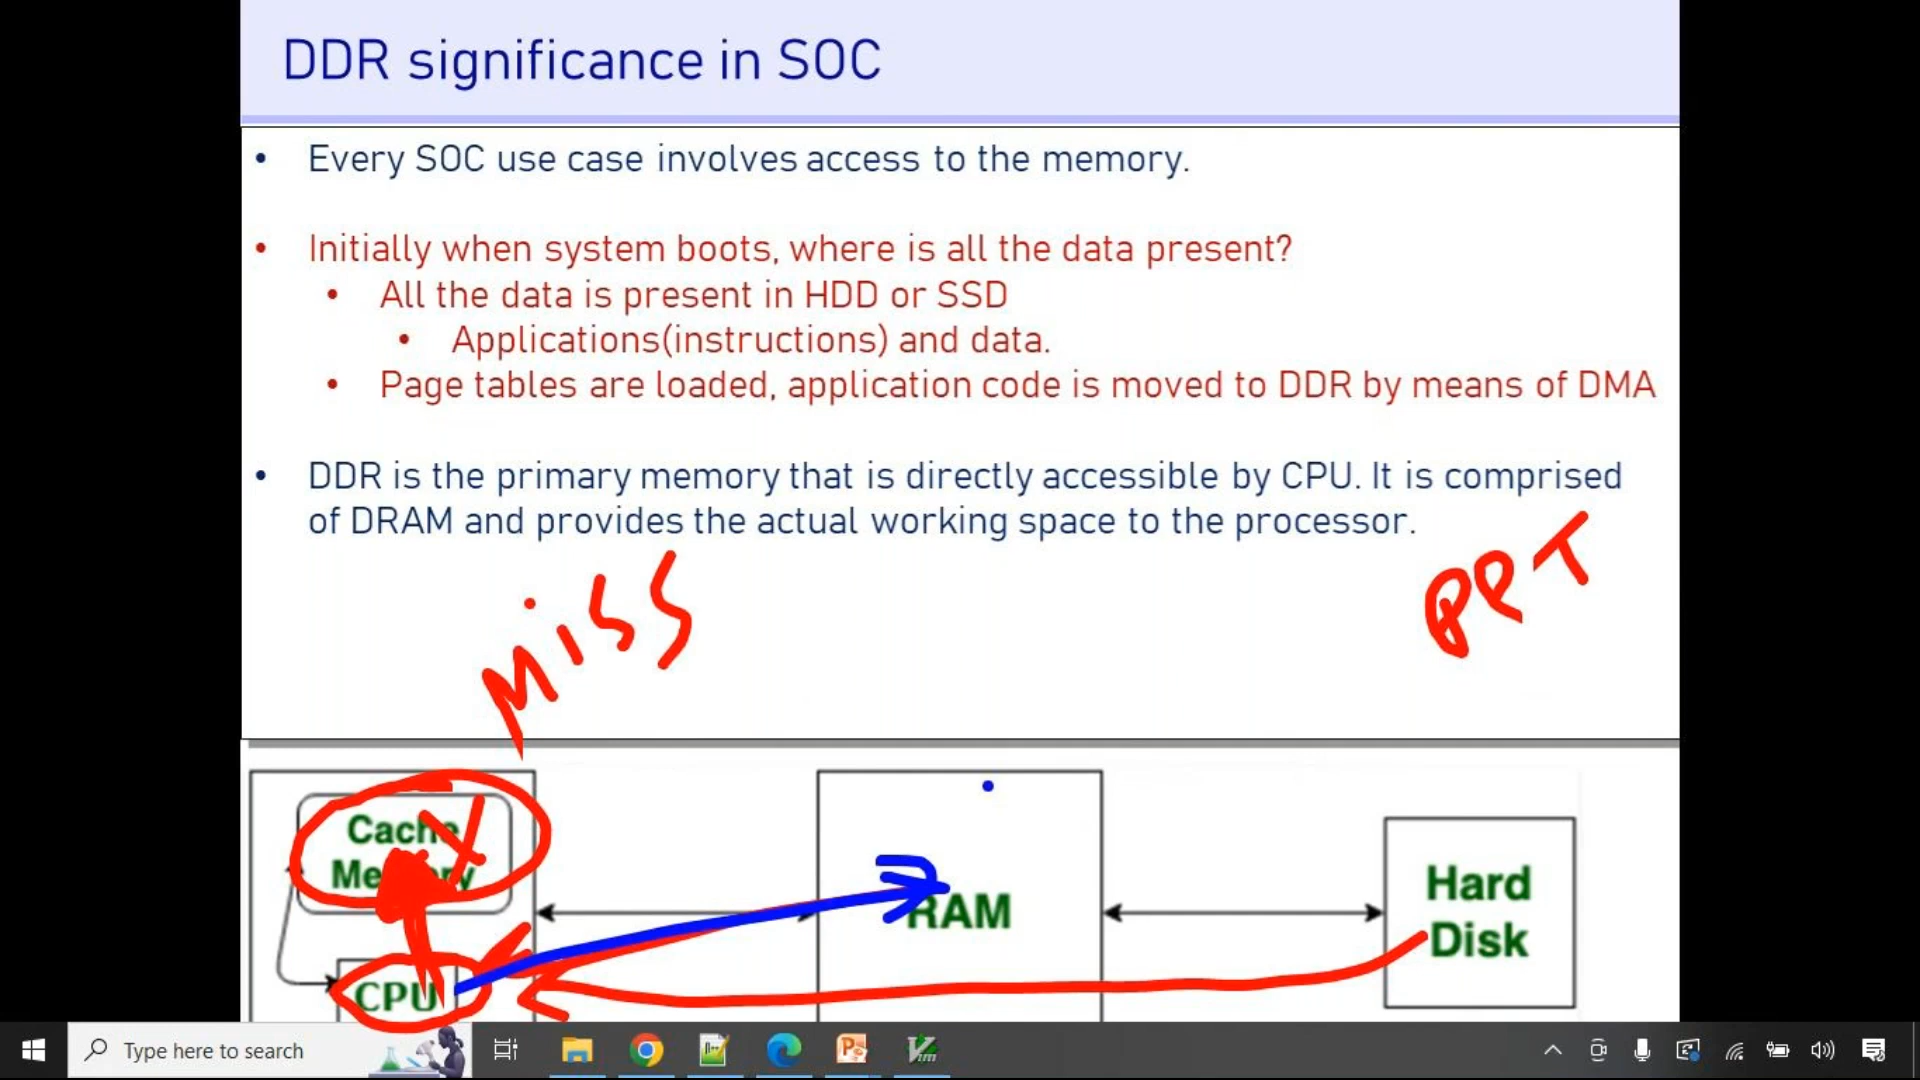 DDR significance in SOC
• Every SOC use case involves access to the memory.
• Initially when system boots, where is all the data present?
• All the data is present in HDD or SSD
• Applications(instructions) and data.
• Page tables are loaded, application code is moved to DDR by means of DMA
• DDR is the primary memory that is directly accessible by CPU. It is comprised
of DRAM and provides the actual working space to the processor.
MISS
PPT
Cache
Memory
CPU
RAM
Hard
Disk
Type here to search